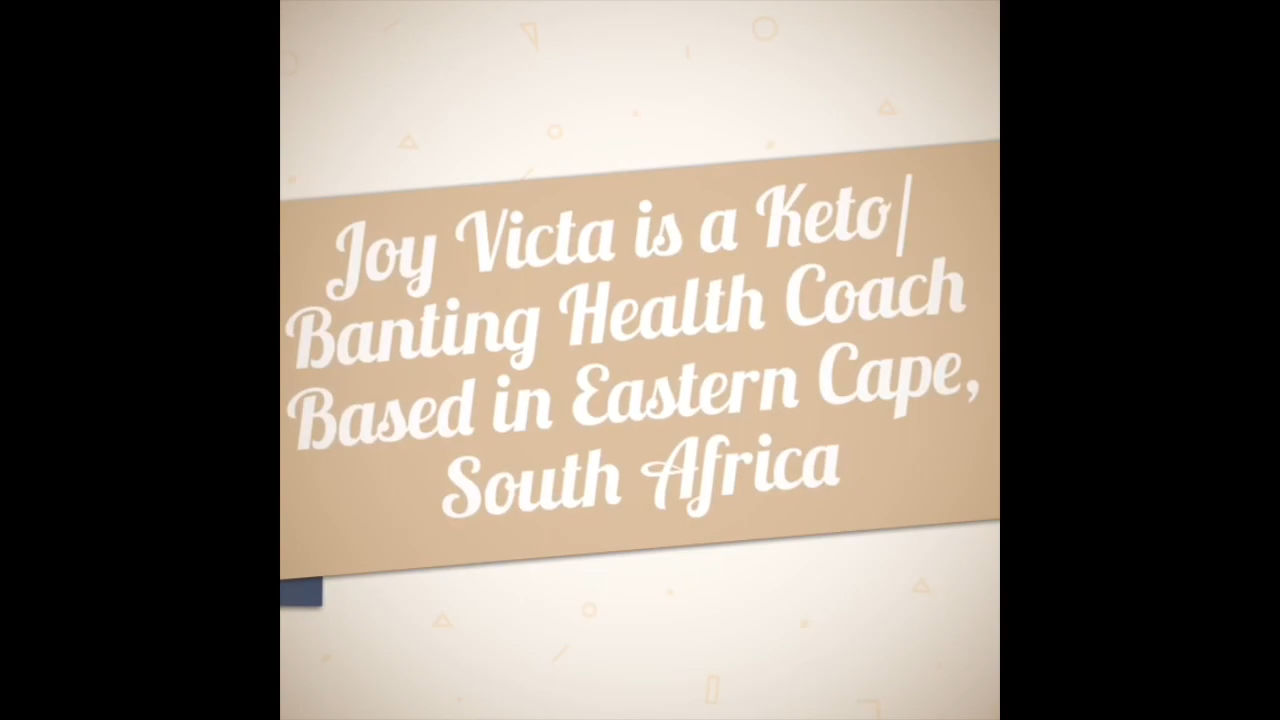 Joy Victa is a Keto/
Banting Health Coach
Based in Eastern Cape,
South Africa